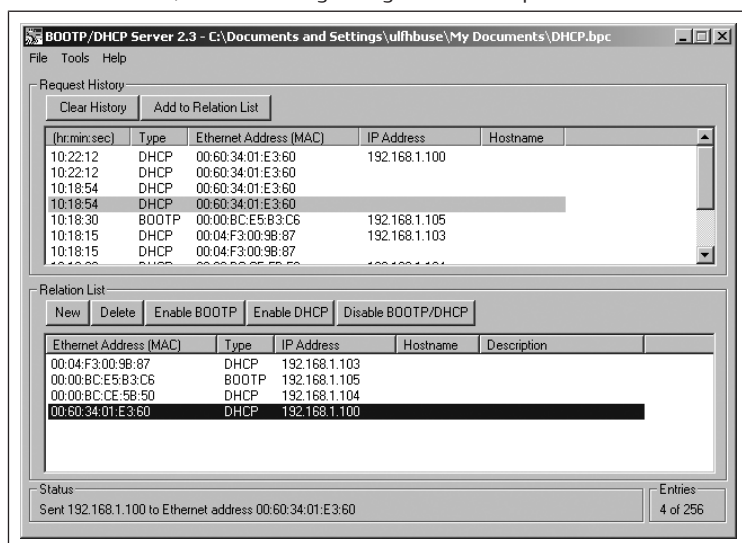 BOOTP/DHCP Server 2.3 - C:\Documents and Settings\ulfhbuse\My Documents\DHCP.bpc
File Tools Help
Request History
Clear History Add to Relation List
(hr:min:sec) Type Ethernet Address (MAC) IP Address Hostname
10:22:12 DHCP 00:60:34:01:E3:60 192.168.1.100
10:22:12 DHCP 00:60:34:01:E3:60
10:18:54 DHCP 00:60:34:01:E3:60
10:18:54 DHCP 00:60:34:01:E3:60
10:18:30 BOOTP 00:00:BC:E5:B3:C6 192.168.1.105
10:18:15 DHCP 00:04:F3:00:9B:87 192.168.1.103
10:18:15 DHCP 00:04:F3:00:9B:87
Relation List
New Delete Enable BOOTP Enable DHCP Disable BOOTP/DHCP
Ethernet Address (MAC) Type IP Address Hostname Description
00:04:F3:00:9B:87 DHCP 192.168.1.103
00:00:BC:E5:B3:C6 BOOTP 192.168.1.105
00:00:BC:CE:5B:50 DHCP 192.168.1.104
00:60:34:01:E3:60 DHCP 192.168.1.100
Status
Sent 192.168.1.100 to Ethernet address 00:60:34:01:E3:60
Entries
4 of 256